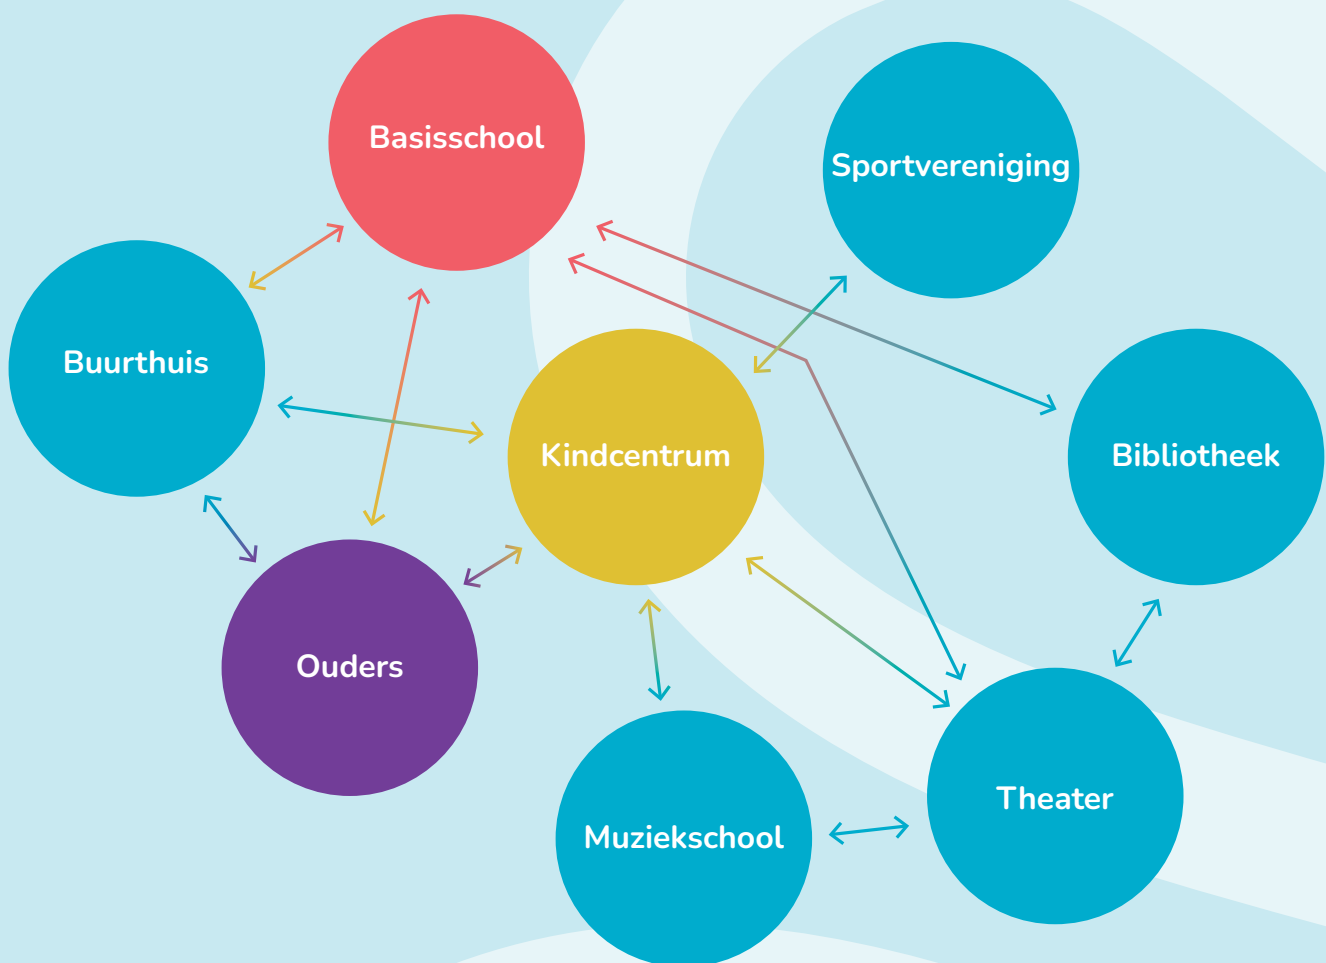 Basisschool
Sportvereniging
Buurthuis
Kindcentrum
Bibliotheek
Ouders
Theater
Muziekschool